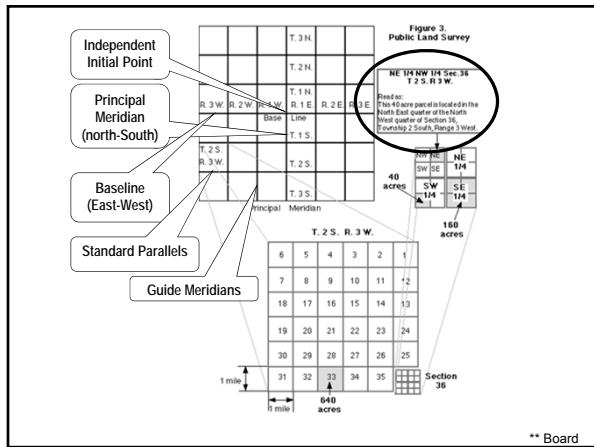 Independent
Initial Point
Principal
Meridian
(north-South)
Baseline
(East-West)
Standard Parallels
Guide Meridians
T. 3 N.
T. 2 N.
T. 1 N.
R. 3 W. R. 2 W. R. 1 W. R. 1 E. R. 2 E. R. 3 E.
Base Line
T. 1 S.
T. 2 S.
R. 3 W.
T. 2 S.
T. 3 S.
Principal Meridian
Figure 3.
Public Land Survey
NE 1/4 NW 1/4 Sec. 36
T 2 S. R 3 W.
Read as:
This 40 acre parcel is located in the
North East quarter of the North
West quarter of Section 36,
Township 2 South, Range 3 West.
NW NE
SW SE
NE
1/4
SW
1/4
SE
1/4
40
acres
160
acres
T. 2 S. R. 3 W.
6 5 4 3 2 1
7 8 9 10 11 12
18 17 16 15 14 13
19 20 21 22 23 24
30 29 28 27 26 25
31 32 33 34 35
Section
36
1 mile
1 mile
640
acres
** Board